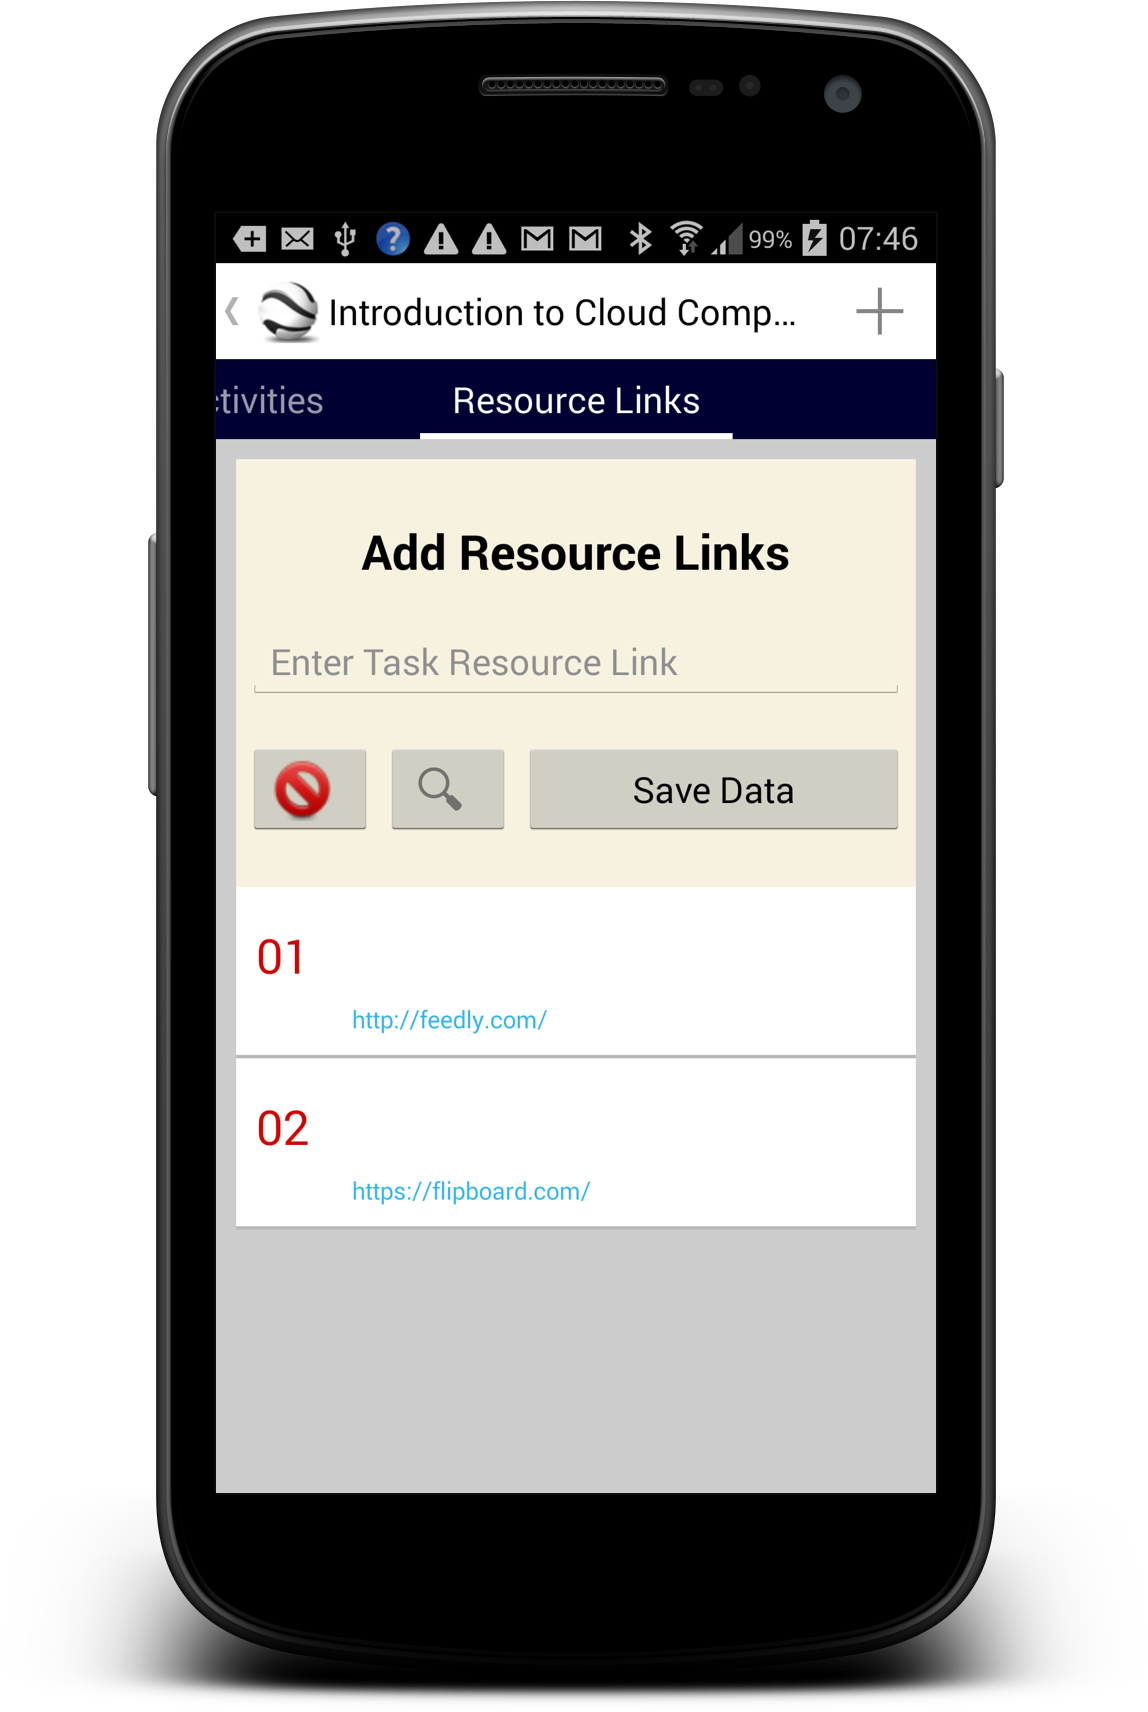 99% 07:46
Introduction to Cloud Comp...
ctivities Resource Links
Add Resource Links
Enter Task Resource Link
Save Data
01
http://feedly.com/
02
https://flipboard.com/